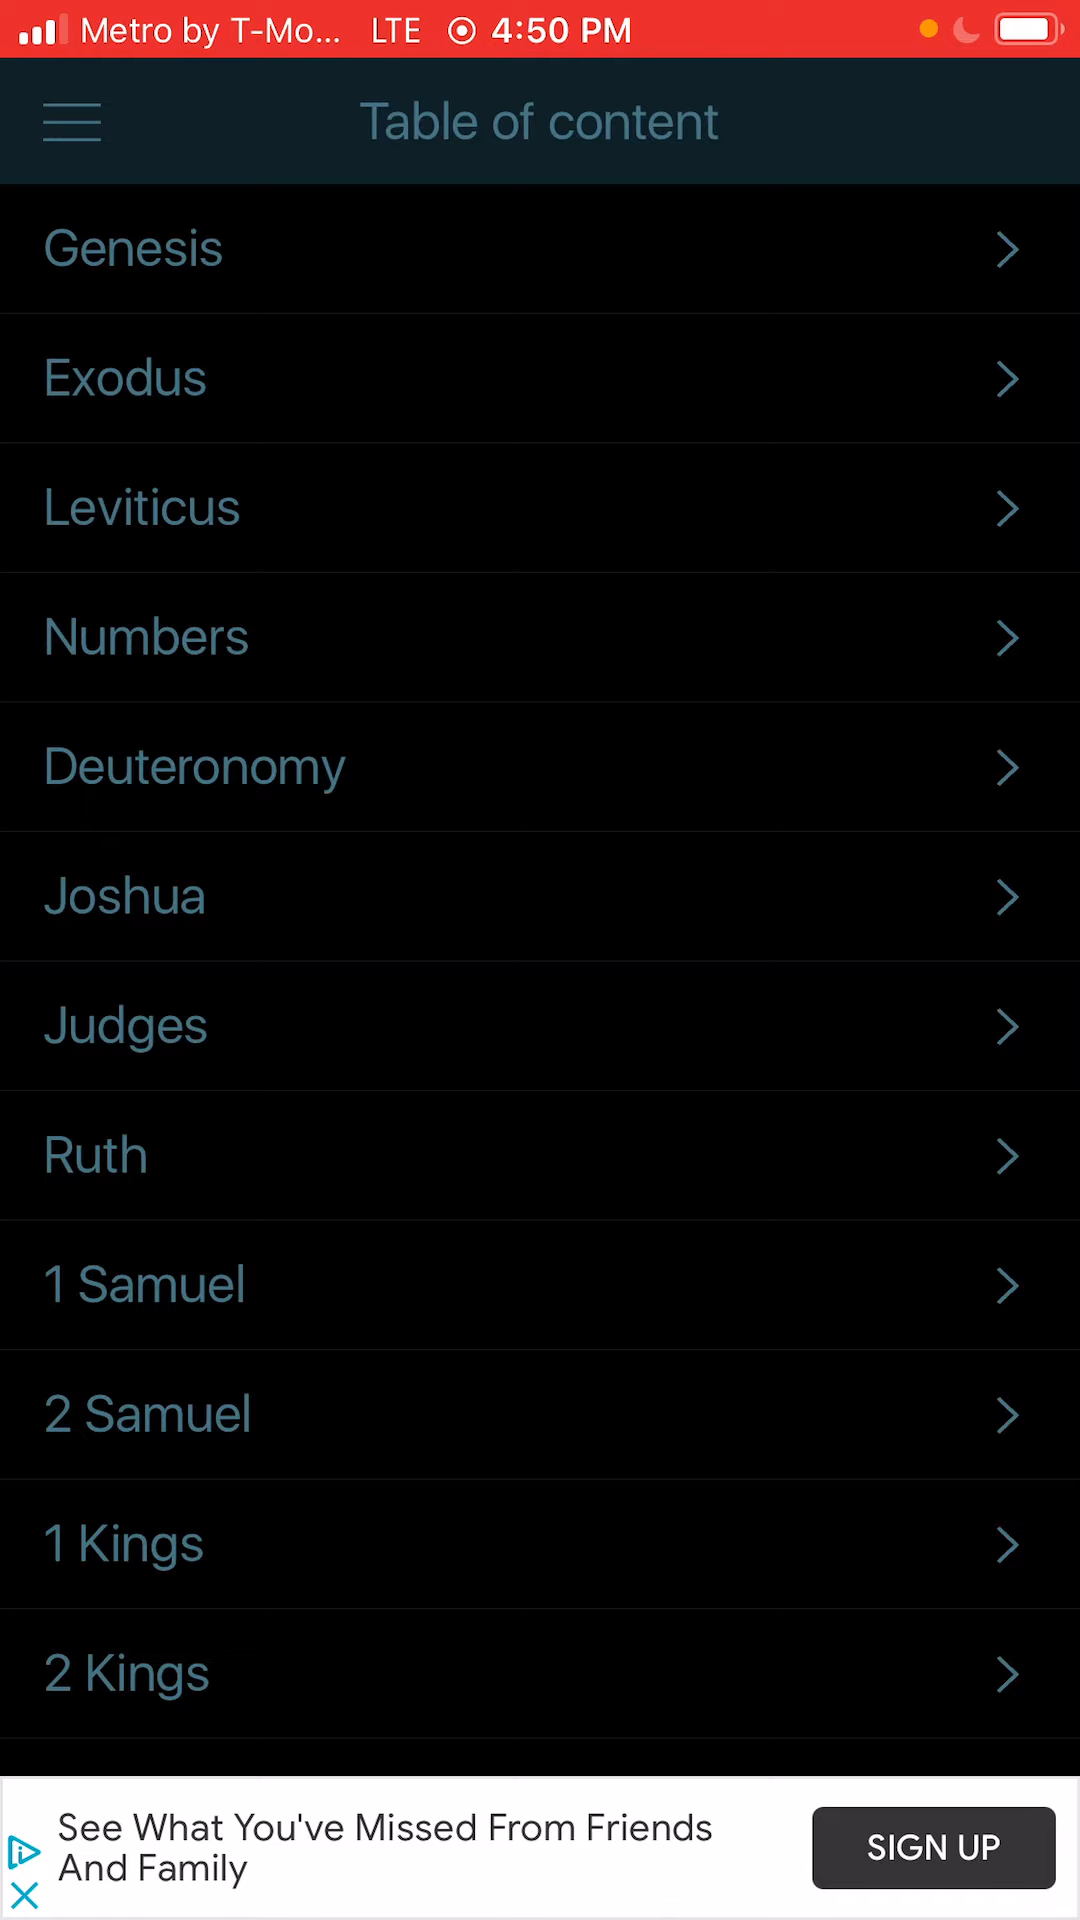 Metro by T-Mo... LTE 4:50 PM
Table of content
Genesis
Exodus
Leviticus
Numbers
Deuteronomy
Joshua
Judges
Ruth
1 Samuel
2 Samuel
1 Kings
2 Kings
See What You've Missed From Friends
And Family
SIGN UP